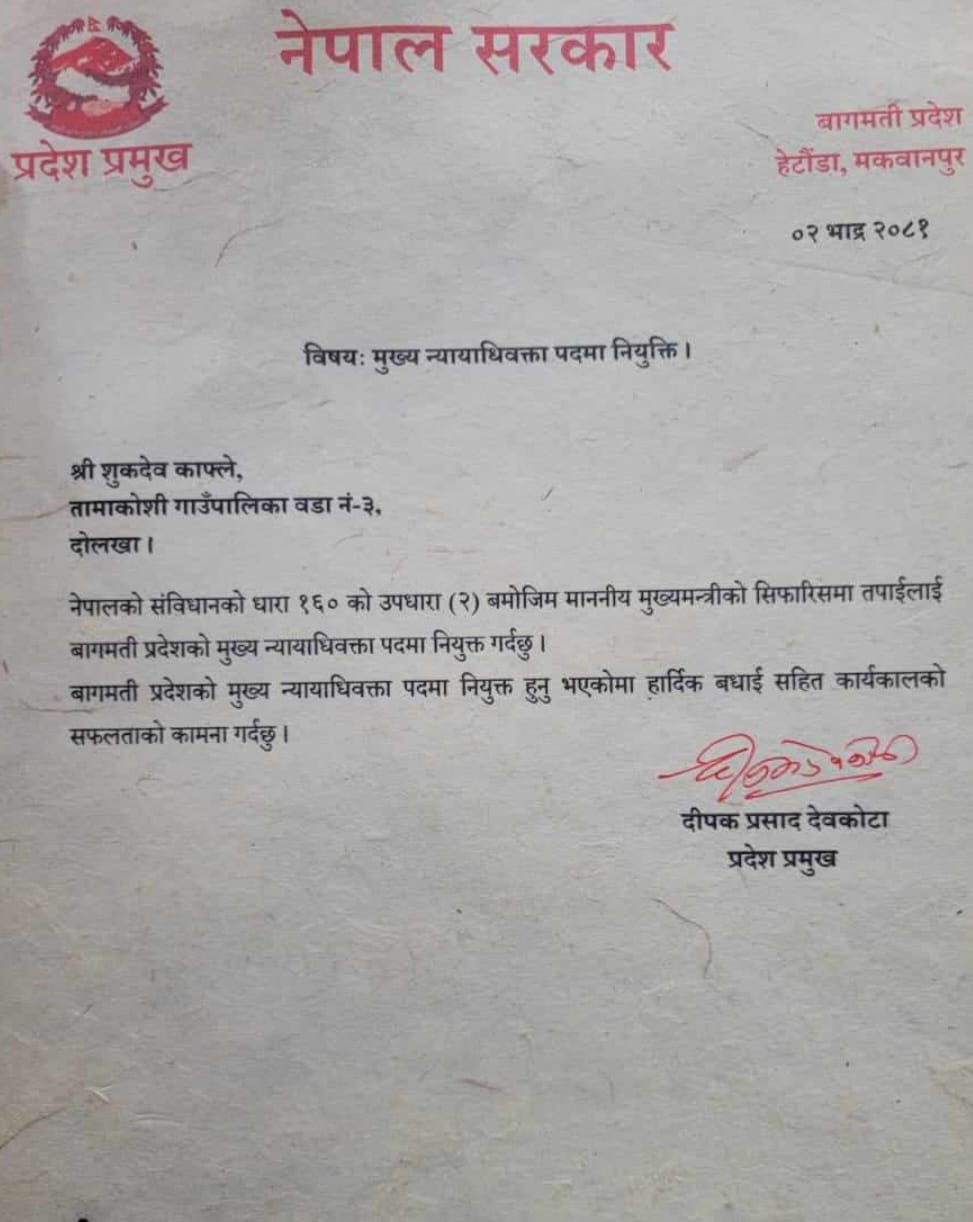 नेपाल सरकार
प्रदेश प्रमुख
बागमती प्रदेश
हेटौंडा, मकवानपुर
०२ भाद्र २०८१
विषय: मुख्य न्यायाधिवक्ता पदमा नियुक्ति ।
श्री शुकदेव काफ्ले,
तामाकोशी गाउँपालिका वडा नं-३,
दोलखा ।
नेपालको संविधानको धारा १६० को उपधारा (२) बमोजिम माननीय मुख्यमन्त्रीको सिफारिसमा तपाईलाई
बागमती प्रदेशको मुख्य न्यायाधिवक्ता पदमा नियुक्त गर्दछु ।
बागमती प्रदेशको मुख्य न्यायाधिवक्ता पदमा नियुक्त हुनु भएकोमा हार्दिक बधाई सहित कार्यकालको
सफलताको कामना गर्दछु ।
दीपक प्रसाद देवकोटा
प्रदेश प्रमुख